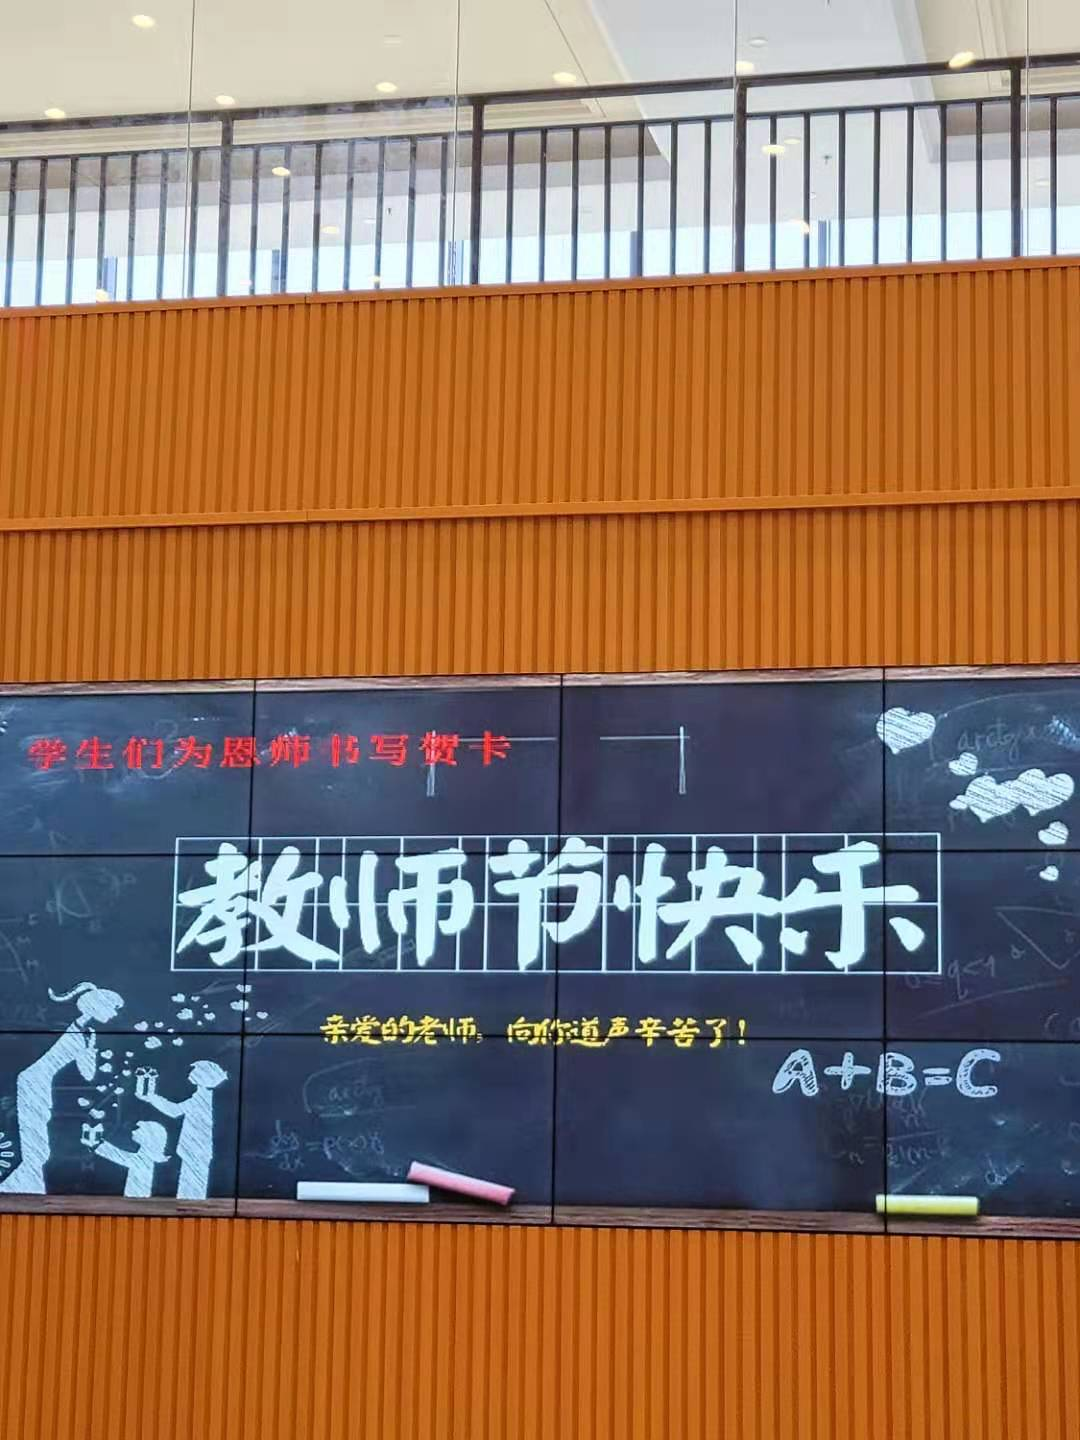 学生们为恩师书写贺卡
教师节快乐
亲爱的老师，向你道声辛苦了！
A+B=C